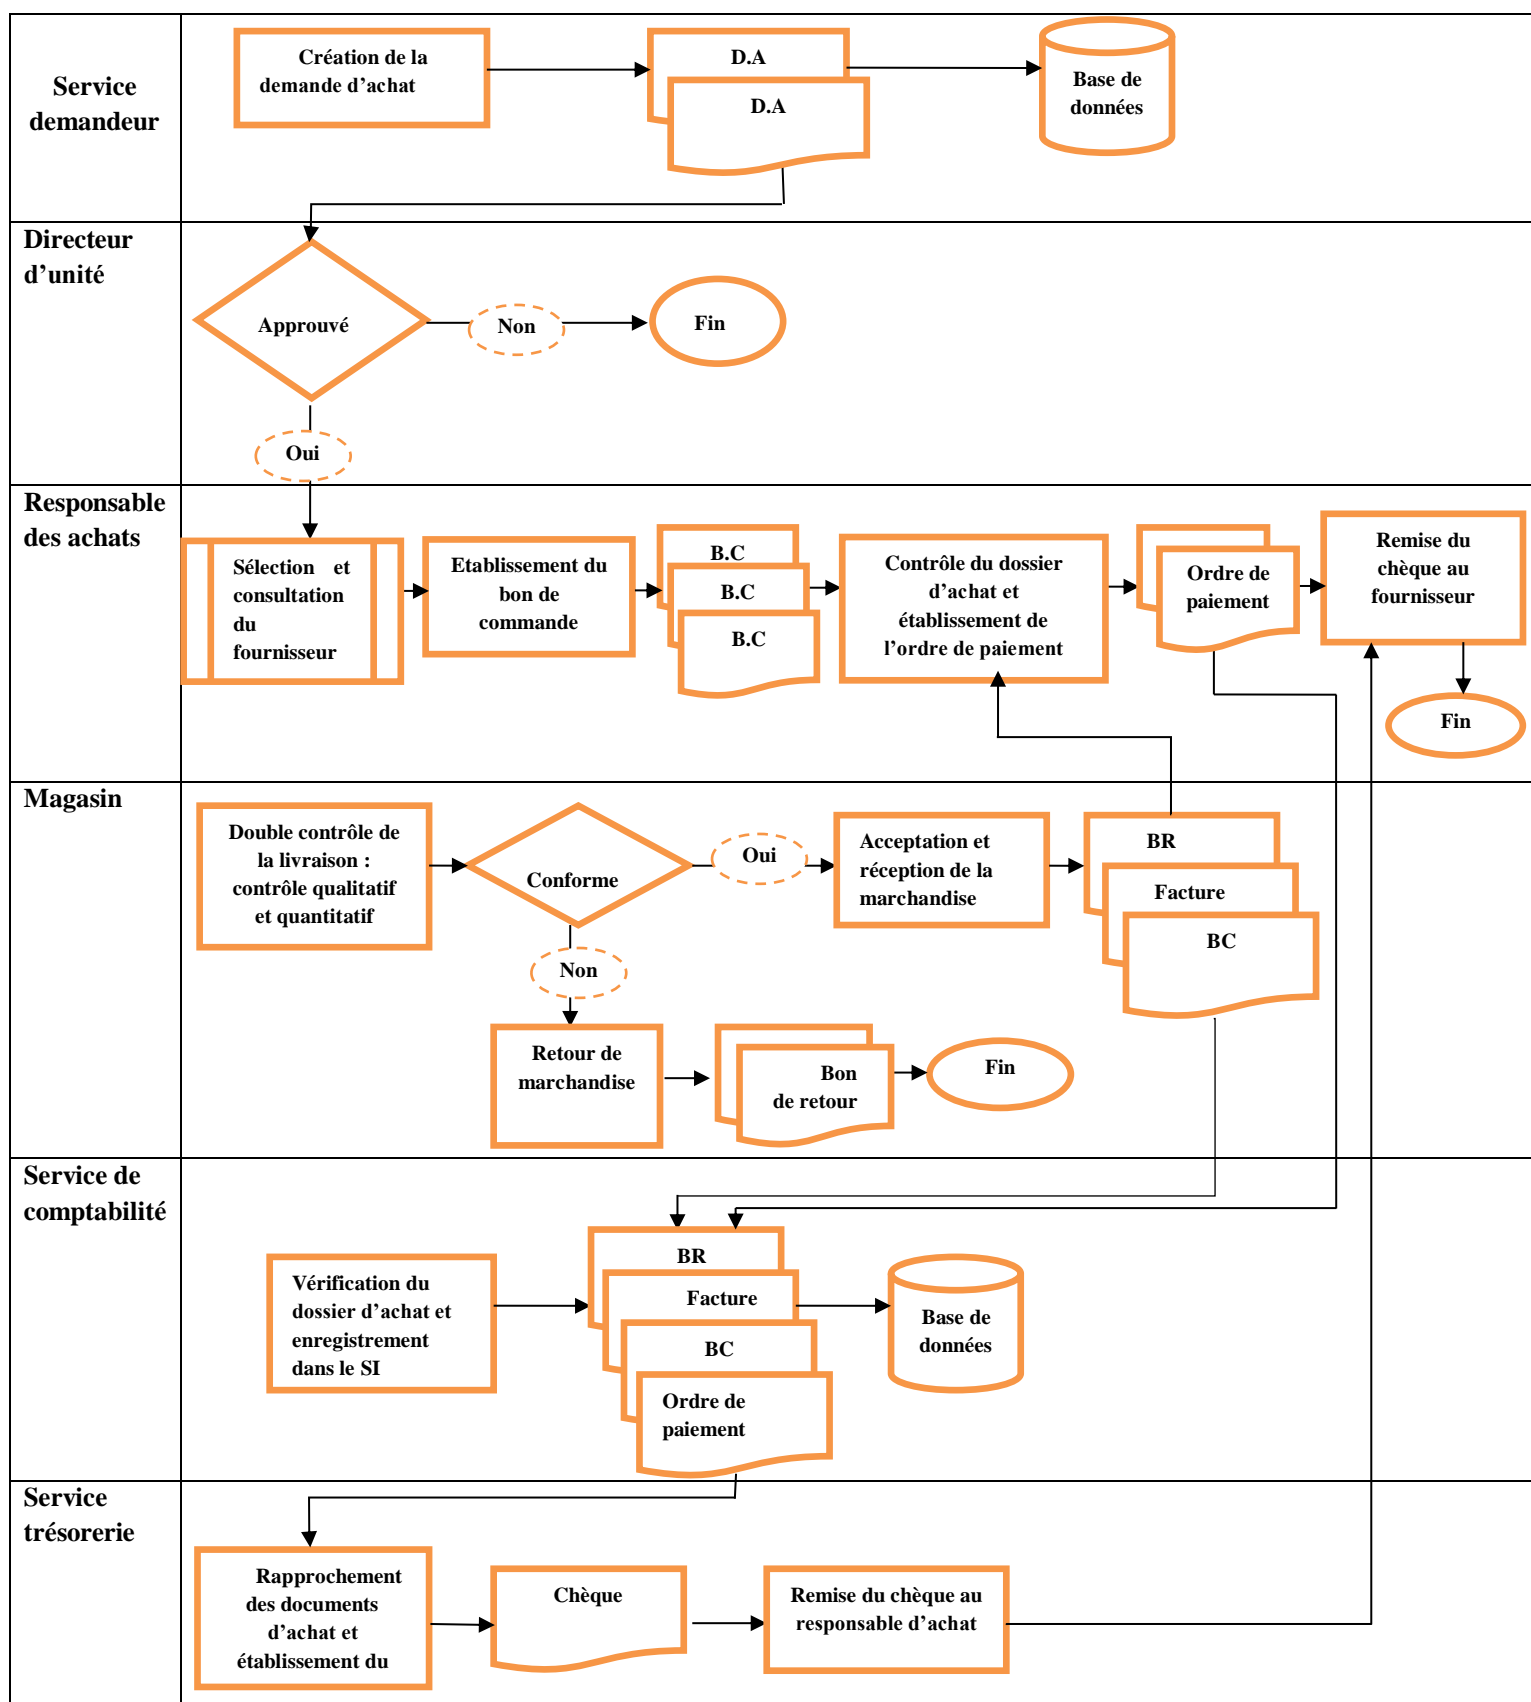 Service
demandeur
Création de la
demande d’achat
D.A
D.A
Base de
données
Directeur
d’unité
Approuvé
Non
Fin
Oui
Responsable
des achats
Sélection et
consultation
du
fournisseur
Etablissement du
bon de
commande
B.C
B.C
B.C
Contrôle du dossier
d’achat et
établissement de
l’ordre de paiement
Ordre de
paiement
Remise du
chèque au
fournisseur
Fin
Magasin
Double contrôle de
la livraison :
contrôle qualitatif
et quantitatif
Conforme
Oui
Acceptation et
réception de la
marchandise
BR
Facture
BC
Non
Retour de
marchandise
Bon
de retour
Fin
Service de
comptabilité
Vérification du
dossier d’achat et
enregistrement
dans le SI
BR
Facture
BC
Ordre de
paiement
Base de
données
Service
trésorerie
Rapprochement
des documents
d’achat et
établissement du
Chèque
Remise du chèque au
responsable d’achat